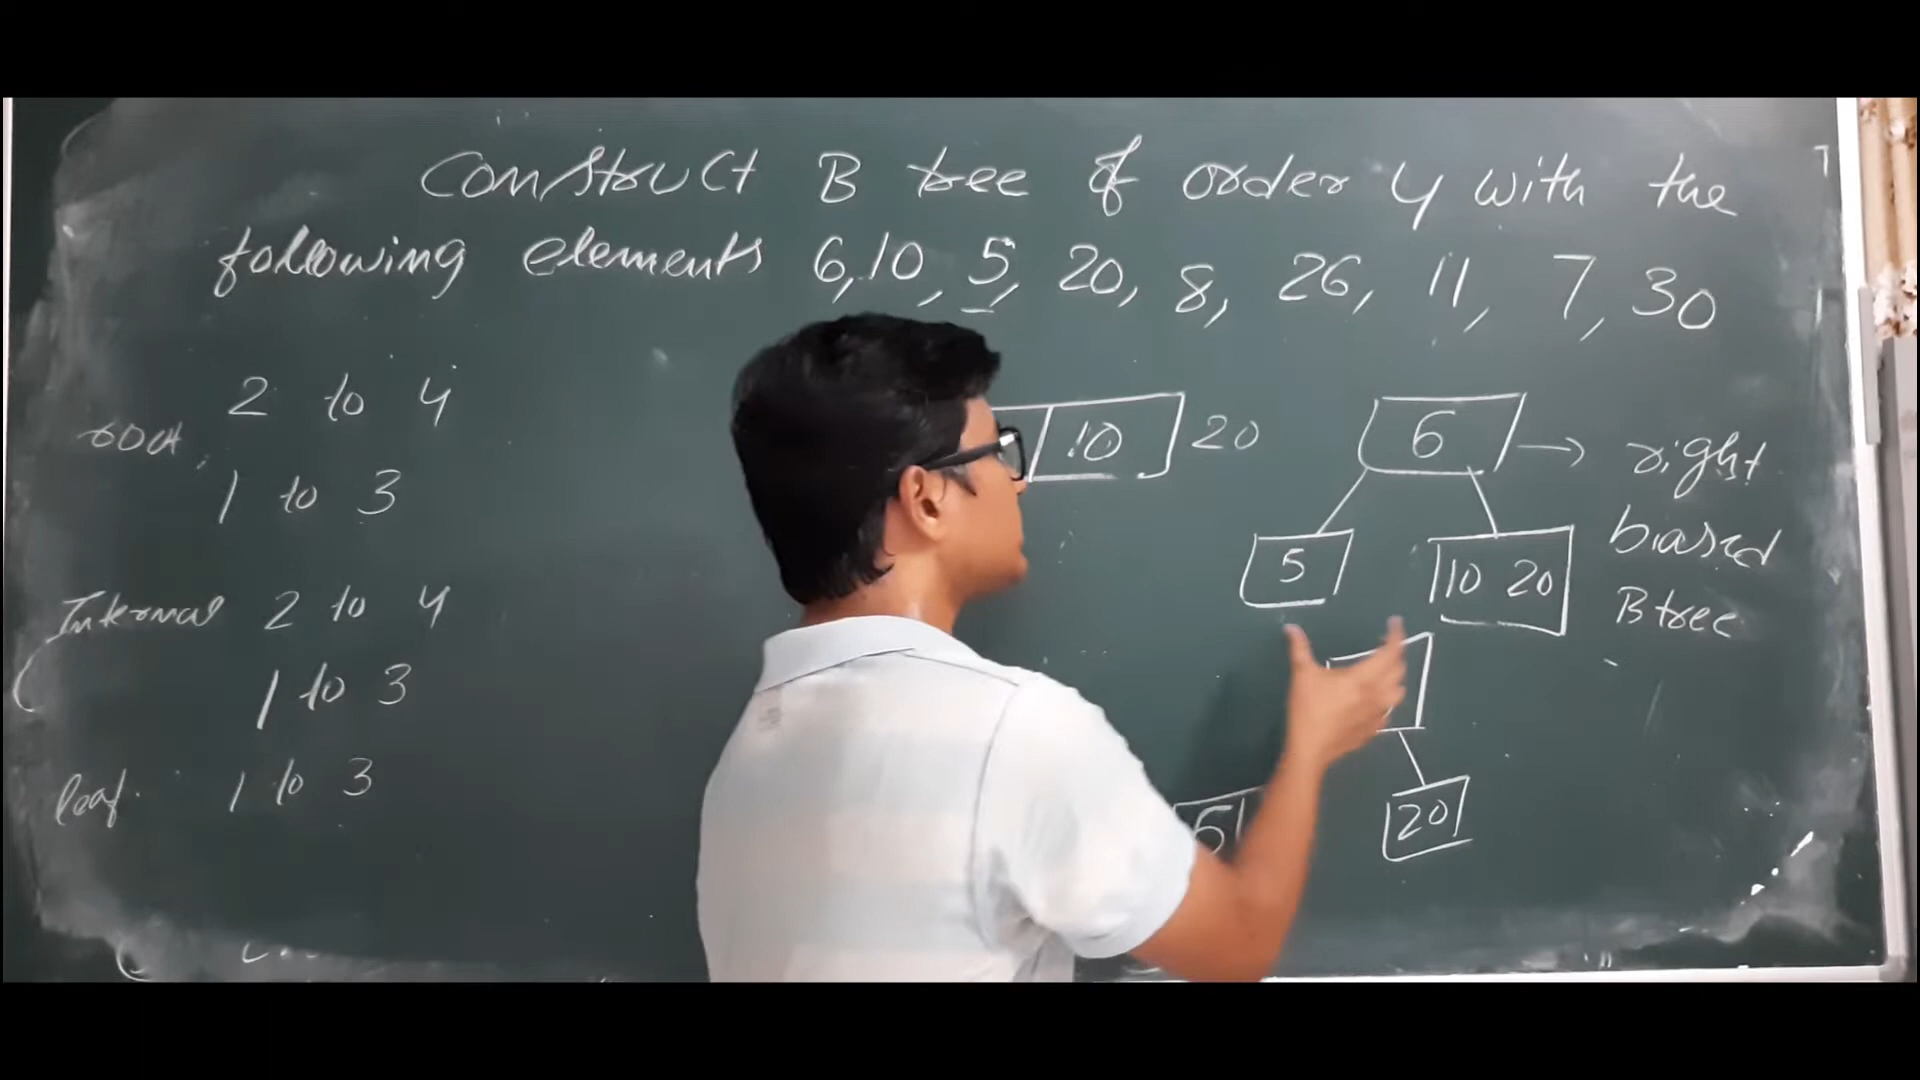 Construct B tree of order 4 with the
following elements 6, 10, 5, 20, 8, 26, 11, 7, 30
2 to 4
root,
1 to 3
Internal 2 to 4
1 to 3
leaf. 1 to 3
10 20
6 → right
5 10 20 biased
B tree
20